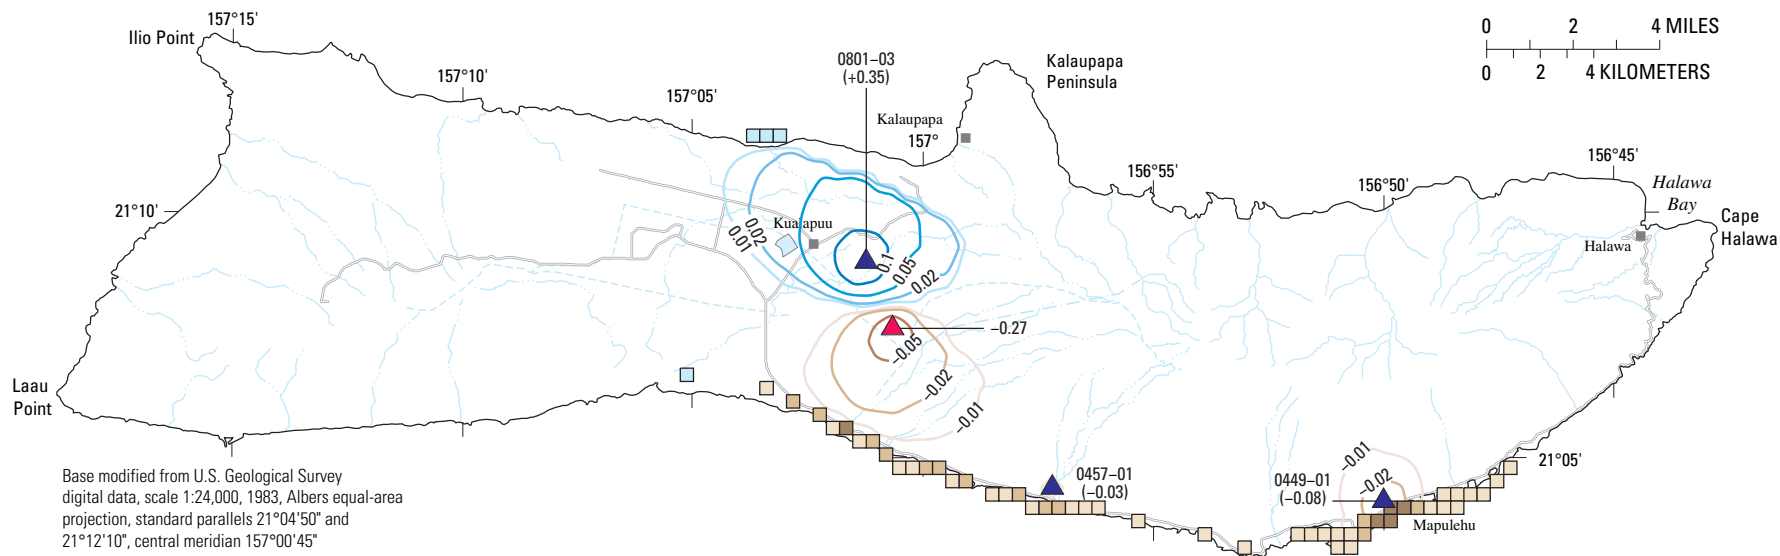 157°15'
Ilio Point
157°10'
157°05'
0801–03
(+0.35)
Kalaupapa
Peninsula
Kalaupapa
157°
156°55'
156°50'
156°45'
0 2 4 MILES
0 2 4 KILOMETERS
Halawa
Bay
Cape
Halawa
Halawa
21°10'
Kualapuu
0.02
0.01
0.1
0.05
0.02
–0.27
–0.05
–0.02
–0.01
Laau
Point
0457–01
(–0.03)
0449–01
(–0.08)
–0.01
–0.02
21°05'
Mapulehu
Base modified from U.S. Geological Survey
digital data, scale 1:24,000, 1983, Albers equal-area
projection, standard parallels 21°04'50" and
21°12'10", central meridian 157°00'45"